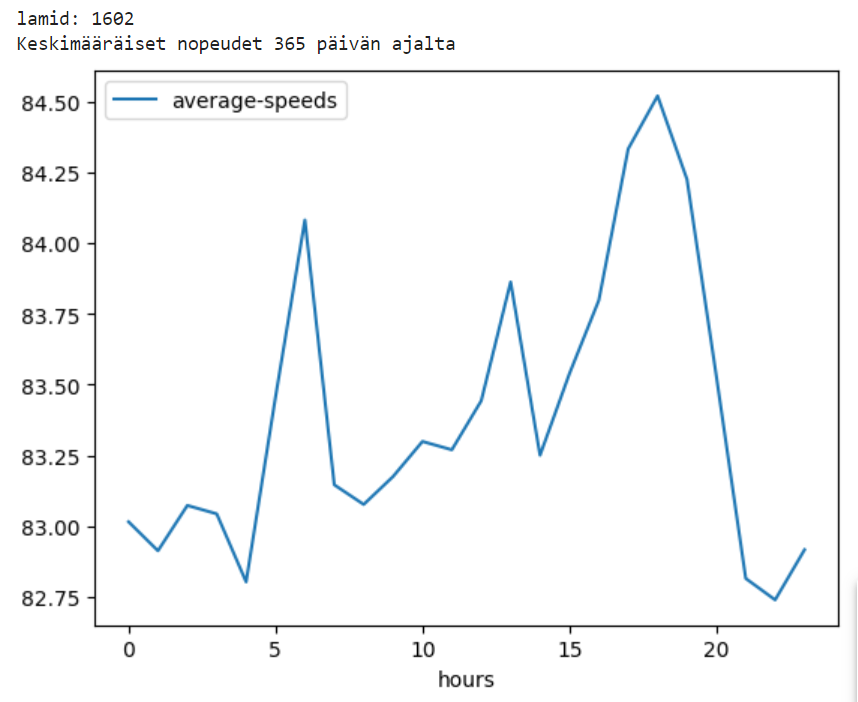 lamid: 1602
Keskimääräiset nopeudet 365 päivän ajalta
average-speeds
84.50
84.25
84.00
83.75
83.50
83.25
83.00
82.75
0 5 10 15 20
hours